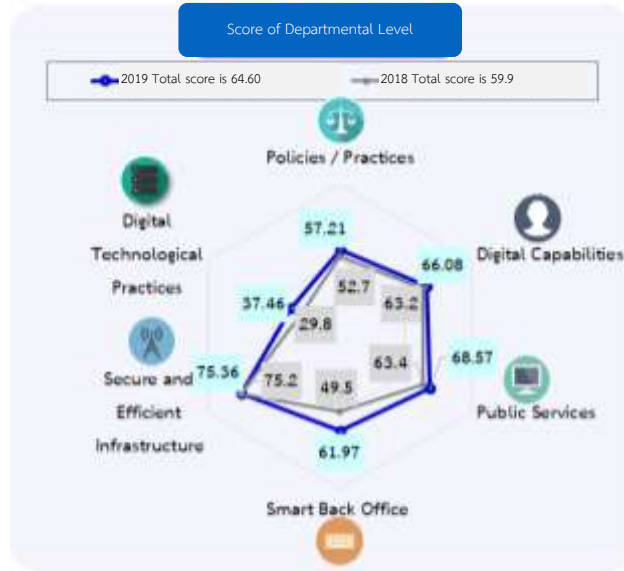 Score of Departmental Level
2019 Total score is 64.60
2018 Total score is 59.9
Policies / Practices
57.21
52.7
Digital Capabilities
66.08
63.2
Public Services
68.57
63.4
Smart Back Office
61.97
49.5
Secure and
Efficient
Infrastructure
75.36
75.2
Digital
Technological
Practices
37.46
29.8